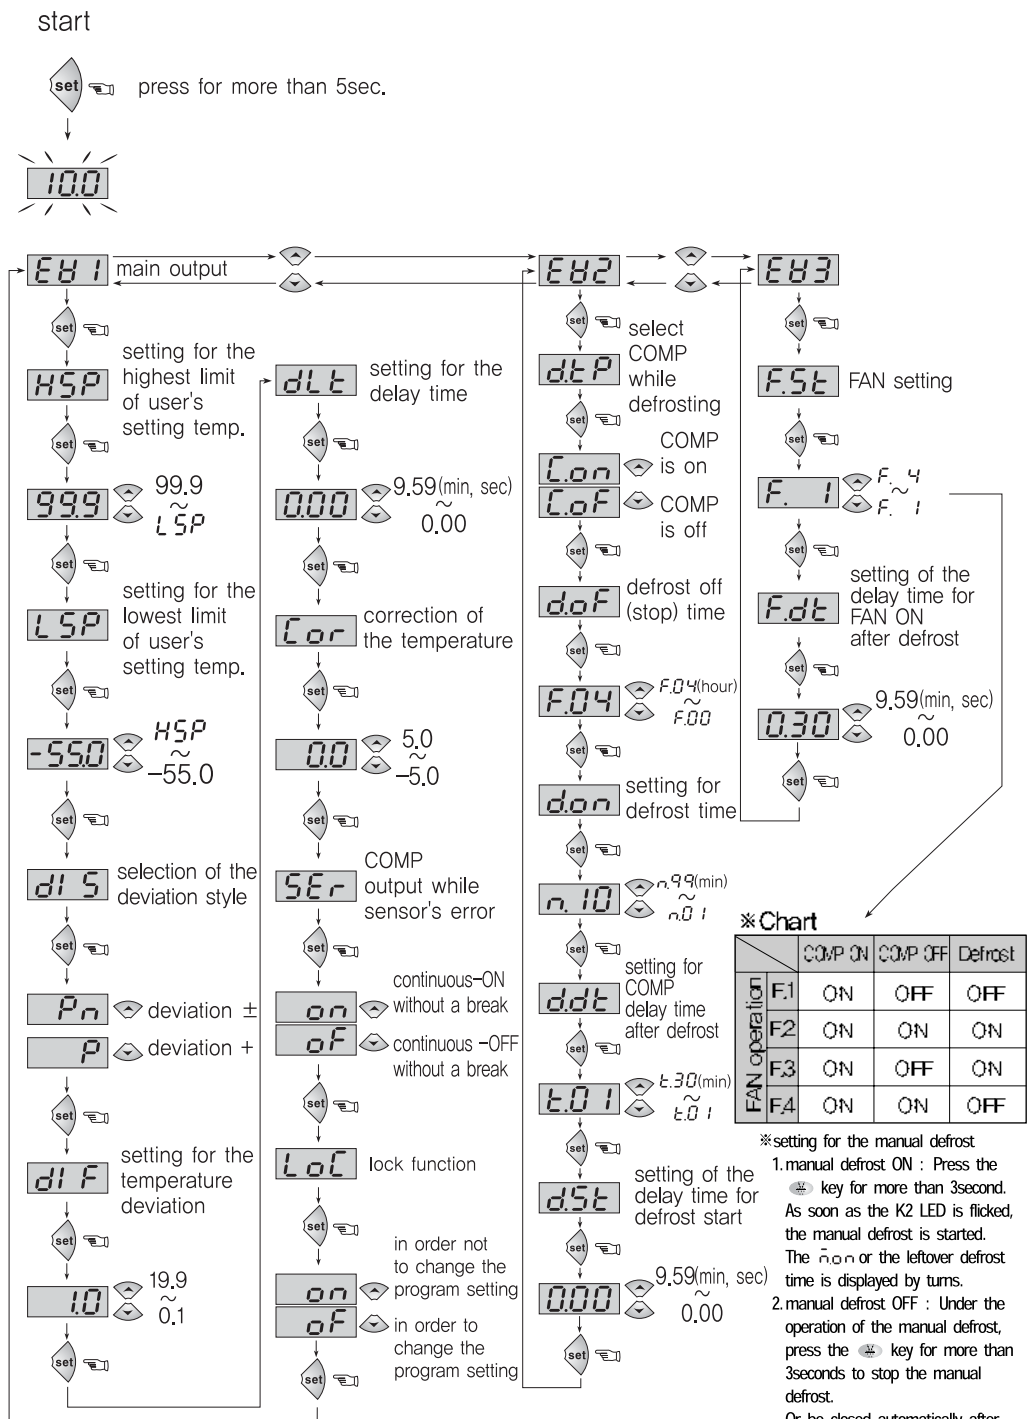 start
set
press for more than 5sec.
10.0
EH1
main output
set
setting for the
highest limit
of user's
setting temp.
HSP
set
99.9
99.9
~
LSP
set
setting for the
lowest limit
of user's
setting temp.
LSP
set
-55.0
HSP
~
-55.0
set
dIS
selection of the
deviation style
set
Pn
deviation ±
P
deviation +
set
dIF
setting for the
temperature
deviation
set
1.0
19.9
~
0.1
set
dLt
setting for the
delay time
set
0.00
9.59(min, sec)
~
0.00
set
Cor
correction of
the temperature
set
0.0
5.0
~
-5.0
set
SEr
COMP
output while
sensor's error
set
on
oF
continuous-ON
without a break
continuous -OFF
without a break
set
LoC
lock function
set
on
oF
in order not
to change the
program setting
in order to
change the
program setting
set
EH2
set
select
COMP
while
defrosting
d.tP
set
C.on
C.oF
COMP
is on
COMP
is off
set
d.oF
defrost off
(stop) time
set
F.04
F.04(hour)
~
F.00
set
d.on
setting for
defrost time
set
n.10
n.99(min)
~
n.01
set
d.dt
setting for
COMP
delay time
after defrost
set
t.01
t.30(min)
~
t.01
set
d.St
setting of the
delay time for
defrost start
set
0.00
9.59(min, sec)
~
0.00
set
EH3
set
F.St
FAN setting
set
F. 1
F. 4
~
F. 1
set
F.dt
setting of the
delay time for
FAN ON
after defrost
set
0.30
9.59(min, sec)
~
0.00
set
※Chart
COMP ON COMP OFF Defrost
FAN operation
F.1 ON OFF OFF
F.2 ON ON ON
F.3 ON OFF ON
F.4 ON ON OFF
※setting for the manual defrost
1. manual defrost ON : Press the
key for more than 3second.
As soon as the K2 LED is flicked,
the manual defrost is started.
The n.on or the leftover defrost
time is displayed by turns.
2. manual defrost OFF : Under the
operation of the manual defrost,
press the key for more than
3seconds to stop the manual
defrost.
Or be closed automatically after